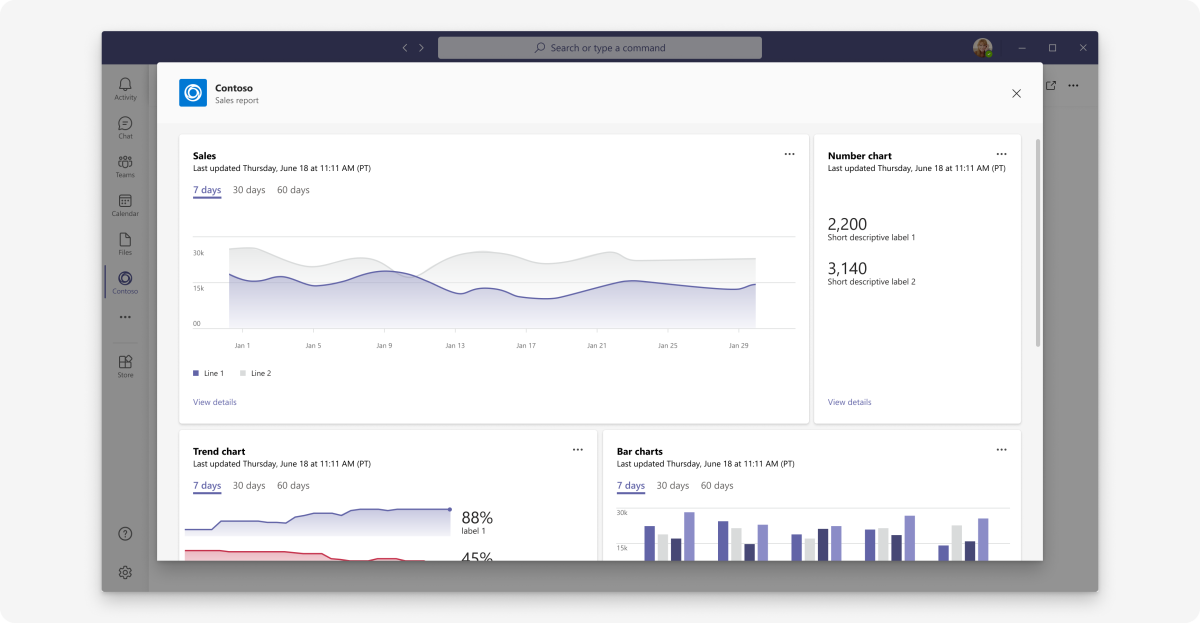 Search or type a command
Activity
Chat
Teams
Calendar
Files
Contoso
Store
Contoso
Sales report
Sales
Last updated Thursday, June 18 at 11:11 AM (PT)
7 days 30 days 60 days
30k
15k
00
Jan 1 Jan 5 Jan 9 Jan 13 Jan 17 Jan 21 Jan 25 Jan 29
Line 1 Line 2
View details
Number chart
Last updated Thursday, June 18 at 11:11 AM (PT)
2,200
Short descriptive label 1
3,140
Short descriptive label 2
View details
Trend chart
Last updated Thursday, June 18 at 11:11 AM (PT)
7 days 30 days 60 days
88%
label 1
45%
Bar charts
Last updated Thursday, June 18 at 11:11 AM (PT)
7 days 30 days 60 days
30k
15k